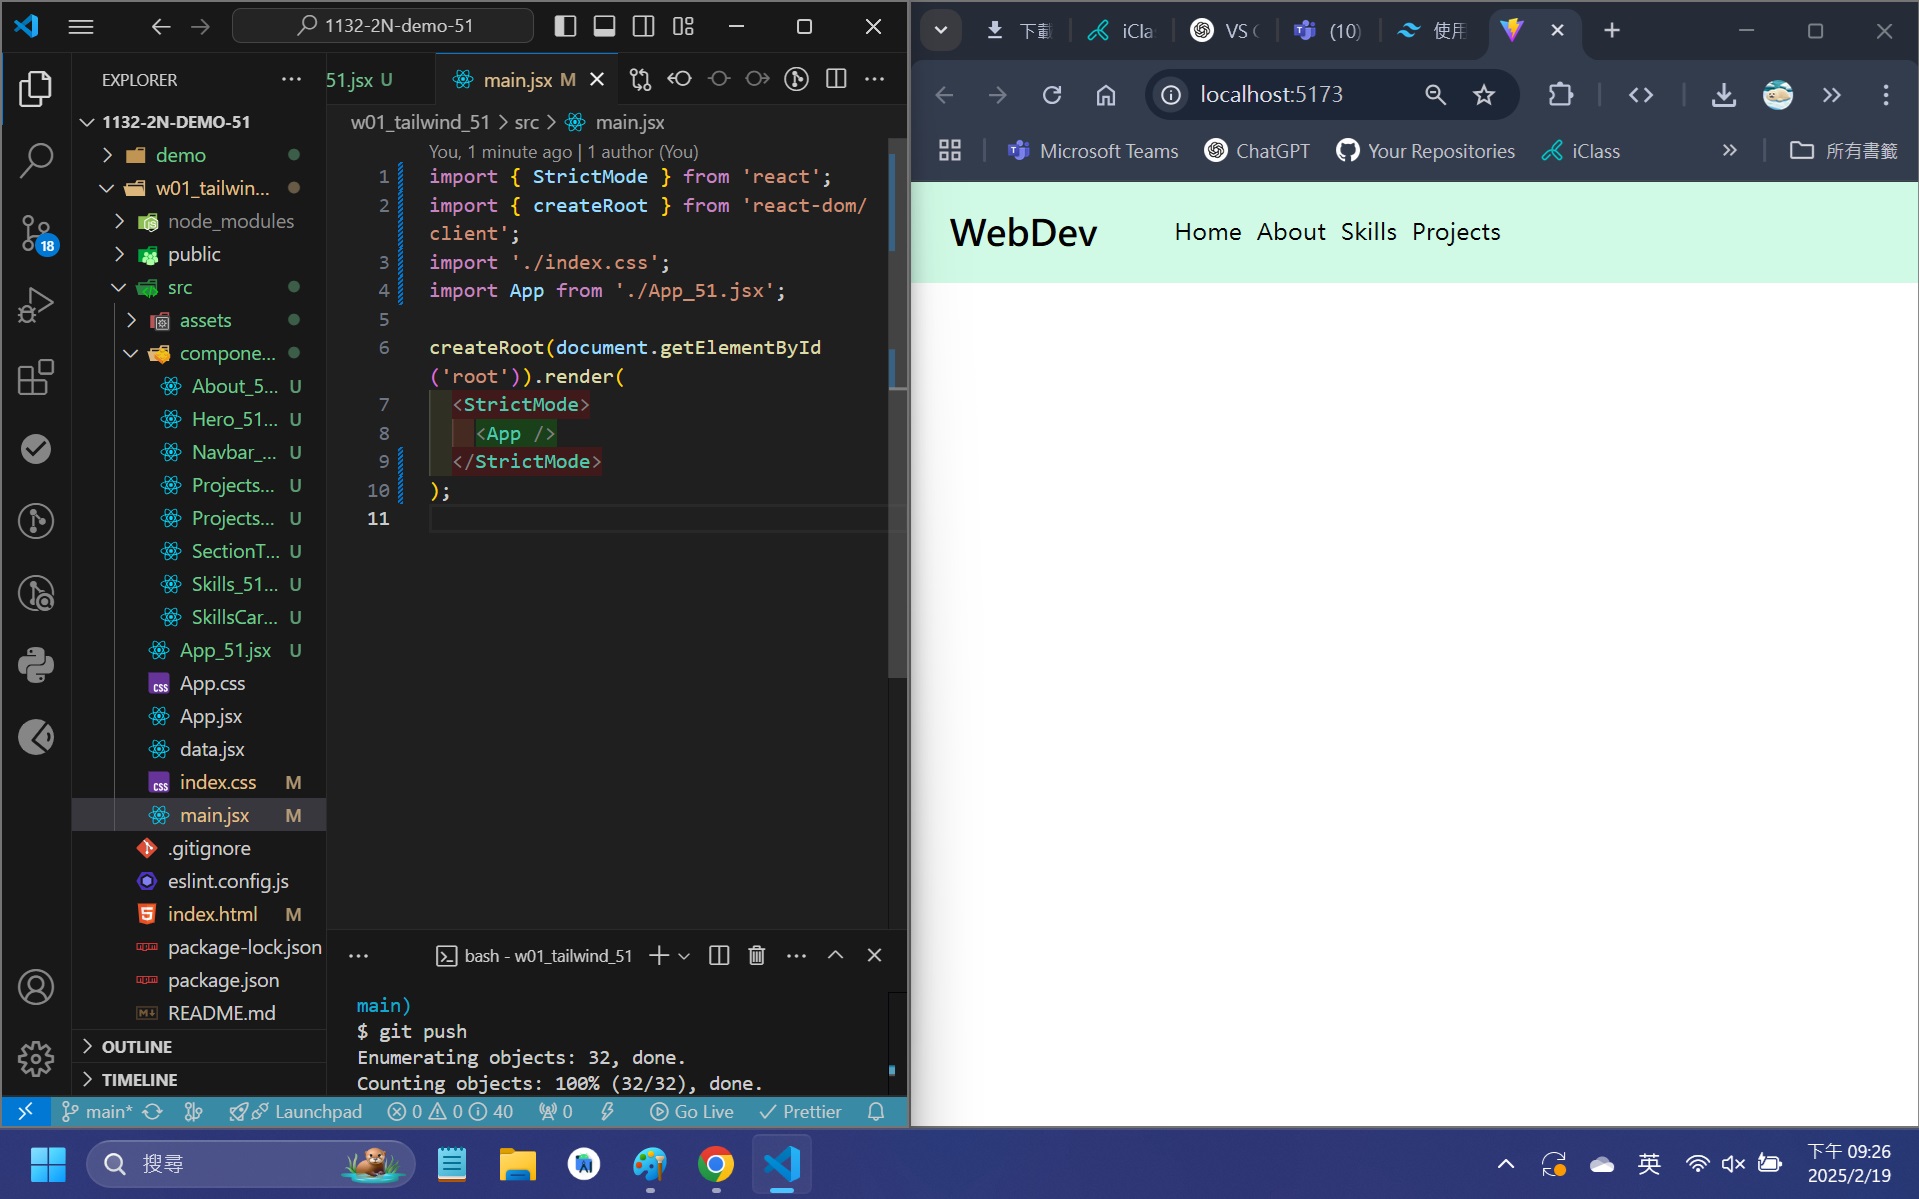 1132-2N-demo-51
EXPLORER
1132-2N-DEMO-51
demo
w01_tailwin...
node_modules
public
src
assets
compone...
About_5... U
Hero_51... U
Navbar_... U
Projects... U
Projects... U
SectionT... U
Skills_51... U
SkillsCar... U
App_51.jsx U
App.css
App.jsx
data.jsx
index.css M
main.jsx M
.gitignore
eslint.config.js
index.html M
package-lock.json
package.json
README.md
OUTLINE
TIMELINE
18
51.jsx U
main.jsx M
w01_tailwind_51 > src > main.jsx
You, 1 minute ago | 1 author (You)
1 import { StrictMode } from 'react';
2 import { createRoot } from 'react-dom/
client';
3 import './index.css';
4 import App from './App_51.jsx';
5
6 createRoot(document.getElementById
('root')).render(
7 <StrictMode>
8 <App />
9 </StrictMode>
10 );
11
bash - w01_tailwind_51
main)
$ git push
Enumerating objects: 32, done.
Counting objects: 100% (32/32), done.
main* Launchpad 0 0 40 0 Go Live Prettier
下載 iCla VS (10) 使用
localhost:5173
Microsoft Teams ChatGPT Your Repositories iClass 所有書籤
WebDev Home About Skills Projects
搜尋
英
下午 09:26
2025/2/19